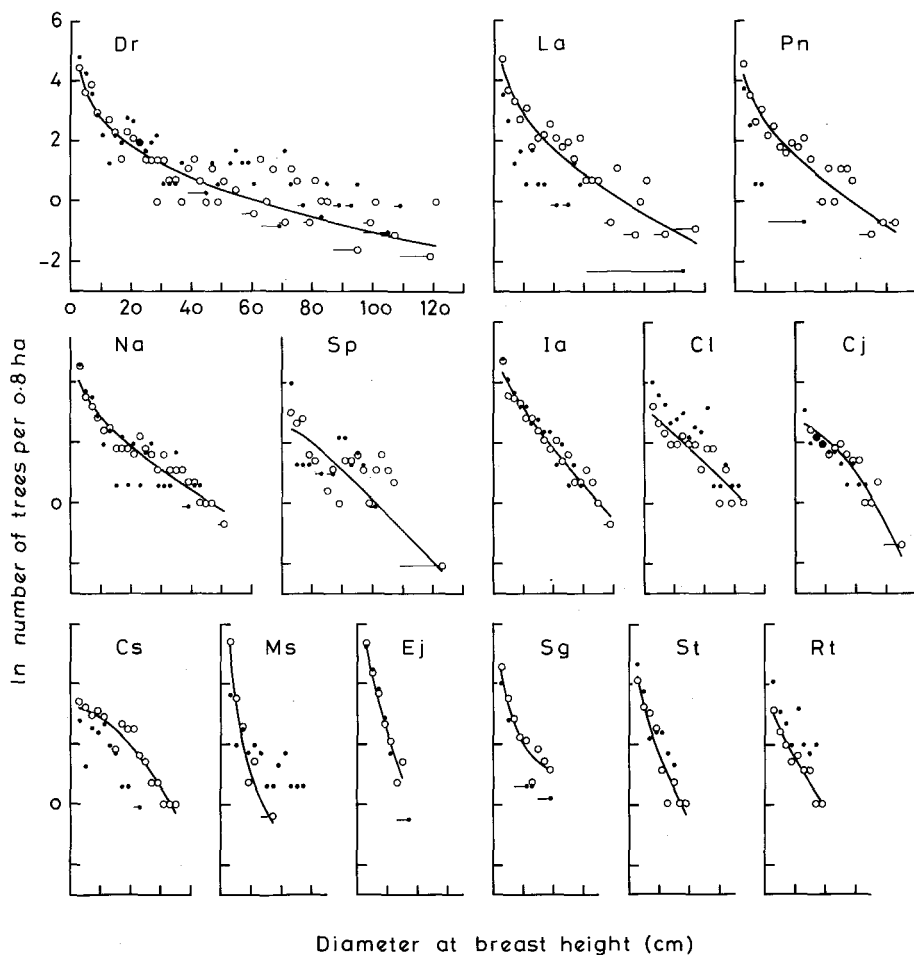 6
4
2
0
-2
Dr
La
Pn
0 20 40 60 80 100 120
Na
Sp
Ia
Cl
Cj
0
Cs
Ms
Ej
Sg
St
Rt
0
ln number of trees per 0·8 ha
Diameter at breast height (cm)